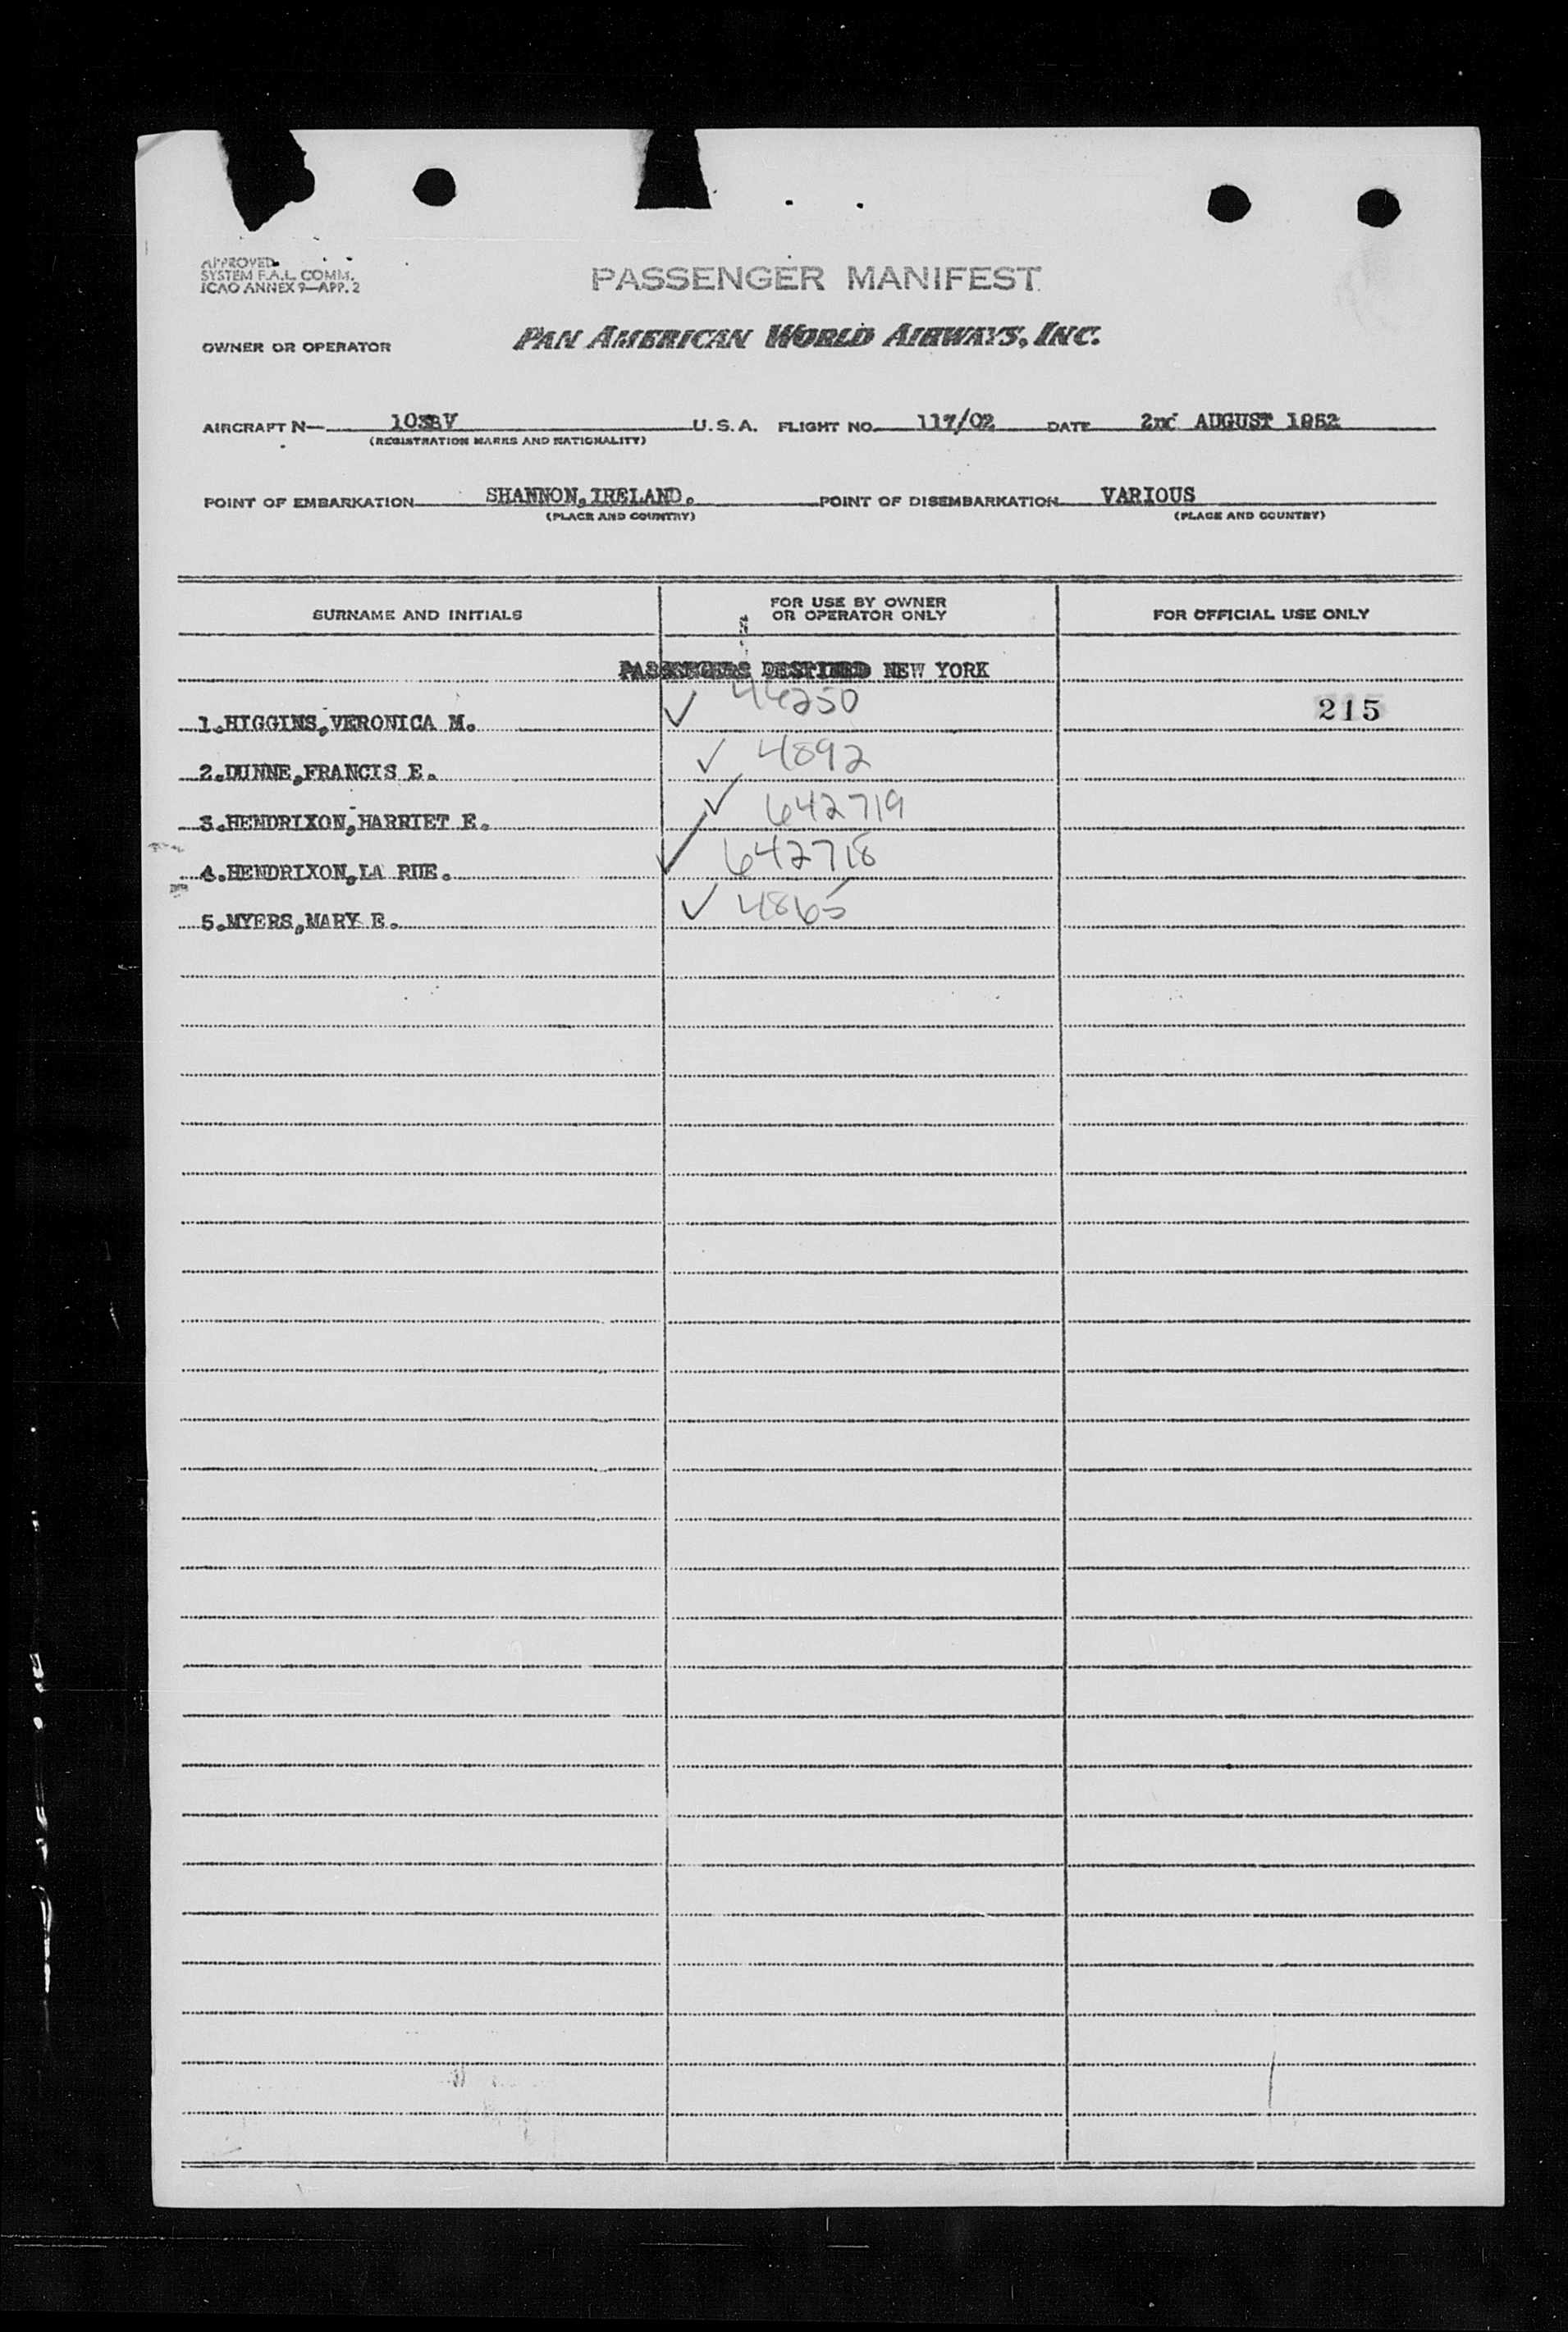 APPROVED
SYSTEM F.A.L. COMM.
ICAO ANNEX 9—APP. 2
PASSENGER MANIFEST
OWNER OR OPERATOR PAN AMERICAN WORLD AIRWAYS, INC.
AIRCRAFT N— U.S.A. FLIGHT NO. 117/02 DATE 2nd AUGUST 1952
(REGISTRATION MARKS AND NATIONALITY)
POINT OF EMBARKATION SHANNON, IRELAND. POINT OF DISEMBARKATION VARIOUS
(PLACE AND COUNTRY) (PLACE AND COUNTRY)
SURNAME AND INITIALS FOR USE BY OWNER OR OPERATOR ONLY FOR OFFICIAL USE ONLY
PASSENGERS DESTINED NEW YORK
1.HIGGINS,VERONICA M. ✓ 44250 215
2.DUNNE,FRANCIS E. ✓ 4892
3.HENDRIXON,HARRIET E. ✓ 642719
4.HENDRIXON,LA RUE. ✓ 642718
5.MYERS,MARY E. ✓ 4865